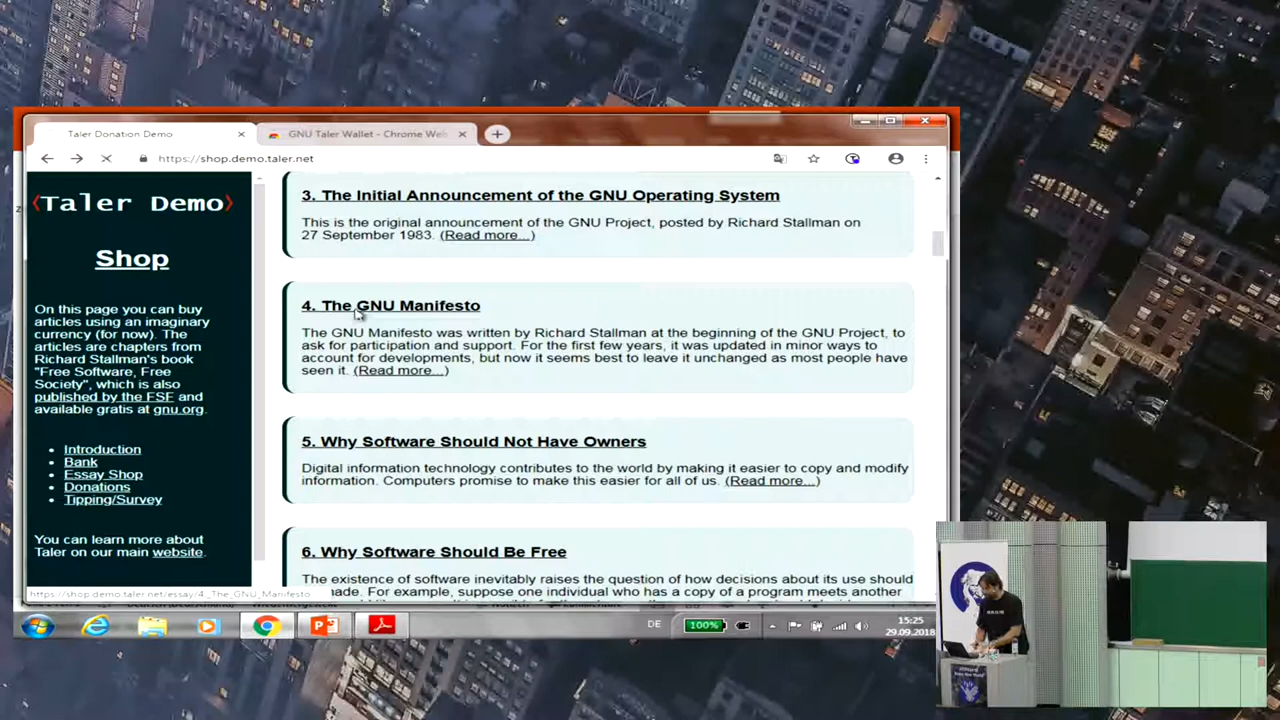 Taler Donation Demo
GNU Taler Wallet - Chrome Web
https://shop.demo.taler.net
Taler Demo
Shop
On this page you can buy
articles using an imaginary
currency (for now). The
articles are chapters from
Richard Stallman's book
"Free Software, Free
Society", which is also
published by the FSF and
available gratis at gnu.org.
Introduction
Bank
Essay Shop
Donations
Tipping/Survey
You can learn more about
Taler on our main website.
3. The Initial Announcement of the GNU Operating System
This is the original announcement of the GNU Project, posted by Richard Stallman on
27 September 1983. (Read more...)
4. The GNU Manifesto
The GNU Manifesto was written by Richard Stallman at the beginning of the GNU Project, to
ask for participation and support. For the first few years, it was updated in minor ways to
account for developments, but now it seems best to leave it unchanged as most people have
seen it. (Read more...)
5. Why Software Should Not Have Owners
Digital information technology contributes to the world by making it easier to copy and modify
information. Computers promise to make this easier for all of us. (Read more...)
6. Why Software Should Be Free
The existence of software inevitably raises the question of how decisions about its use should
made. For example, suppose one individual who has a copy of a program meets another
https://shop.demo.taler.net/essay/4._The_GNU_Manifesto
DE
100%
15:25
29.09.2018